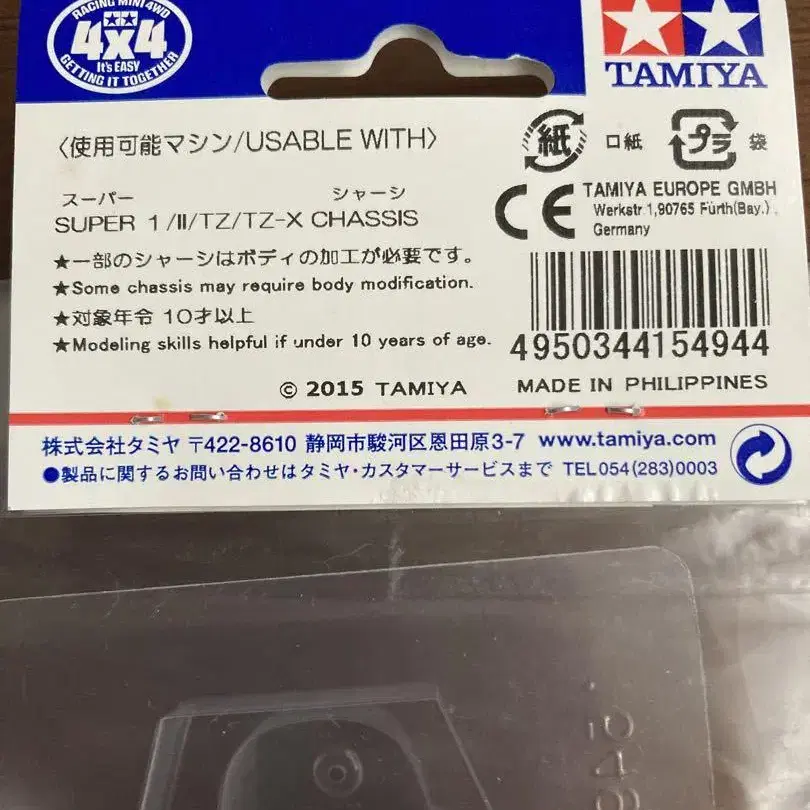 RACING MINI 4WD
4x4
It's EASY
GETTING IT TOGETHER
TAMIYA
〈使用可能マシン/USABLE WITH〉
紙
口紙
プラ
袋
スーパー シャーシ
SUPER 1/II/TZ/TZ-X CHASSIS
CE
TAMIYA EUROPE GMBH
Werkstr.1,90765 Fürth(Bay.)
Germany
★一部のシャーシはボディの加工が必要です。
★Some chassis may require body modification.
★対象年令 10才以上
★Modeling skills helpful if under 10 years of age.
4950344154944
© 2015 TAMIYA
MADE IN PHILIPPINES
株式会社タミヤ 〒422-8610 静岡市駿河区恩田原3-7 www.tamiya.com
●製品に関するお問い合わせはタミヤ・カスタマーサービスまで TEL054(283)0003